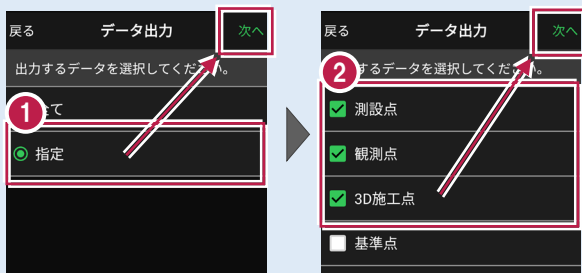 戻る データ出力 次へ
出力するデータを選択してください。
1
全て
指定
戻る データ出力 次へ
2
するデータを選択してください。
測設点
観測点
3D施工点
基準点